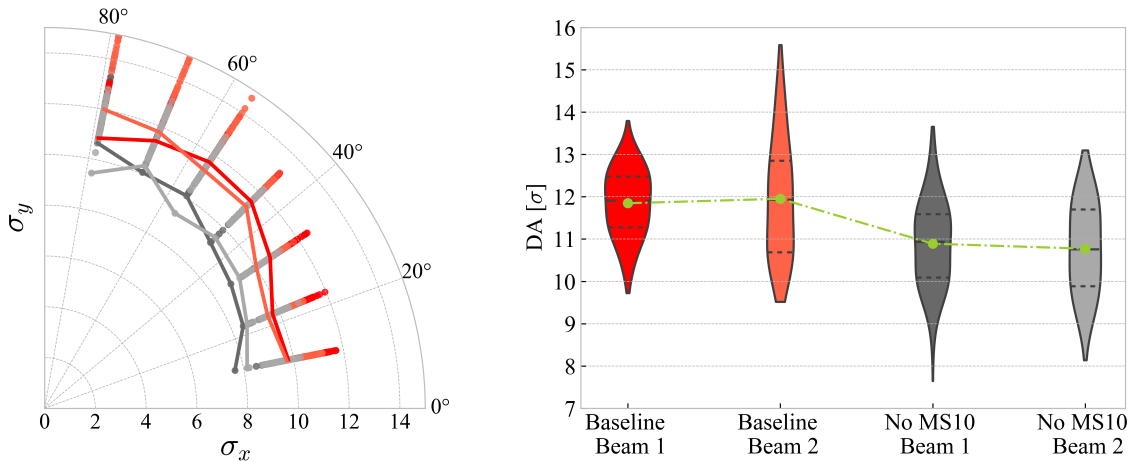 80°
60°
40°
20°
0°
σy
0 2 4 6 8 10 12 14
σx
DA [σ]
16
15
14
13
12
11
10
9
8
7
Baseline
Beam 1
Baseline
Beam 2
No MS10
Beam 1
No MS10
Beam 2